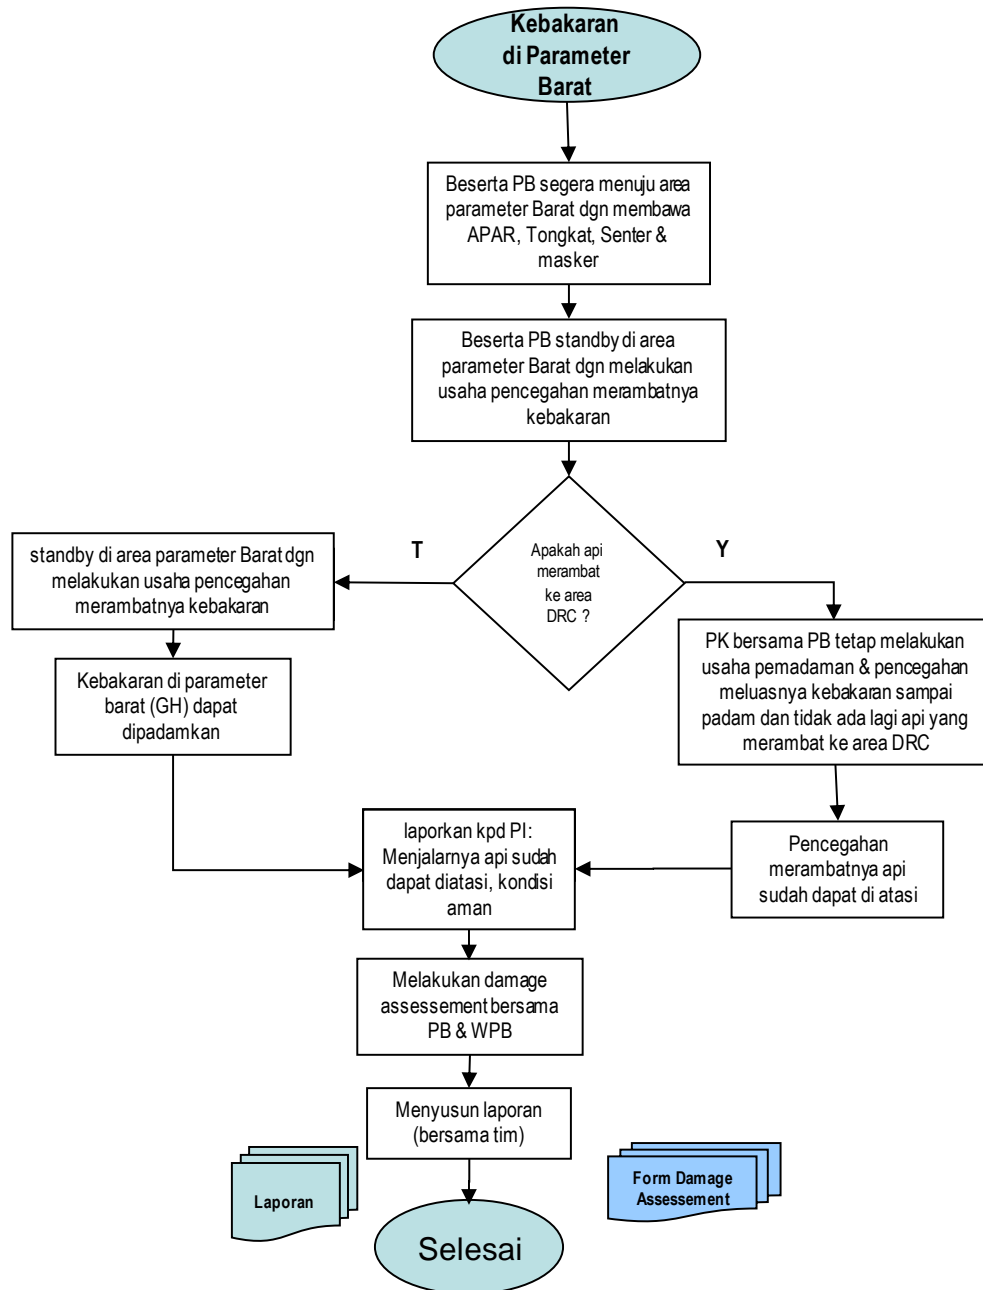 Kebakaran
di Parameter
Barat
Beserta PB segera menuju area
parameter Barat dgn membawa
APAR, Tongkat, Senter &
masker
Beserta PB standby di area
parameter Barat dgn melakukan
usaha pencegahan merambatnya
kebakaran
Apakah api
merambat
ke area
DRC ?
T
Y
standby di area parameter Barat dgn
melakukan usaha pencegahan
merambatnya kebakaran
Kebakaran di parameter
barat (GH) dapat
dipadamkan
PK bersama PB tetap melakukan
usaha pemadaman & pencegahan
meluasnya kebakaran sampai
padam dan tidak ada lagi api yang
merambat ke area DRC
Pencegahan
merambatnya api
sudah dapat di atasi
laporkan kpd PI:
Menjalarnya api sudah
dapat diatasi, kondisi
aman
Melakukan damage
assessement bersama
PB & WPB
Menyusun laporan
(bersama tim)
Laporan
Form Damage
Assessment
Selesai